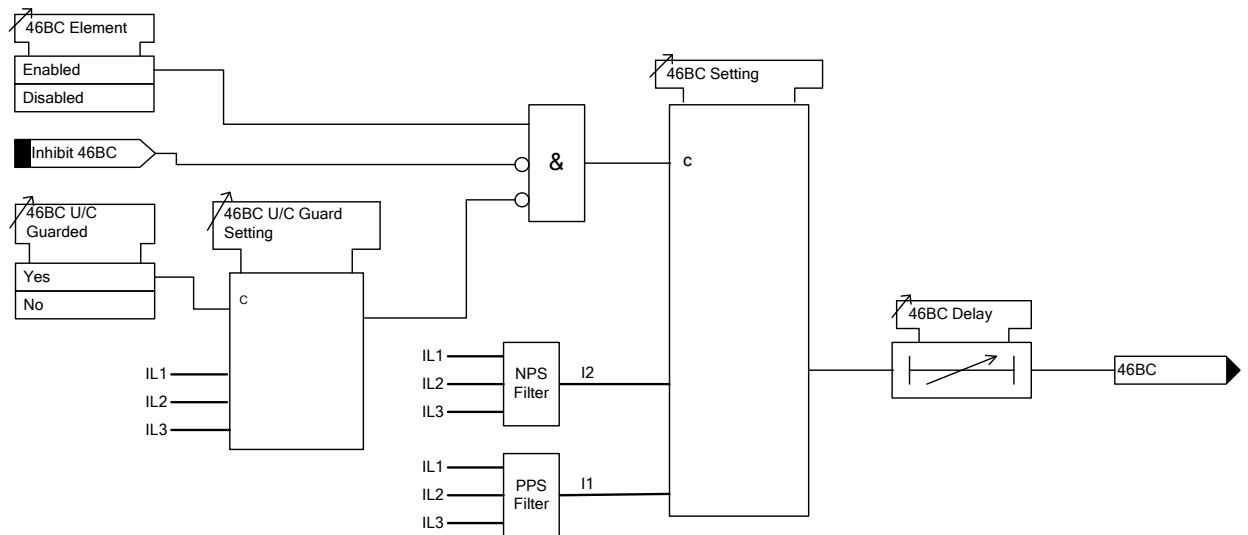 46BC Element
Enabled
Disabled
Inhibit 46BC
46BC U/C
Guarded
Yes
No
46BC U/C Guard
Setting
c
IL1
IL2
IL3
&
46BC Setting
c
IL1
IL2
IL3
NPS
Filter
I2
IL1
IL2
IL3
PPS
Filter
I1
46BC Delay
46BC